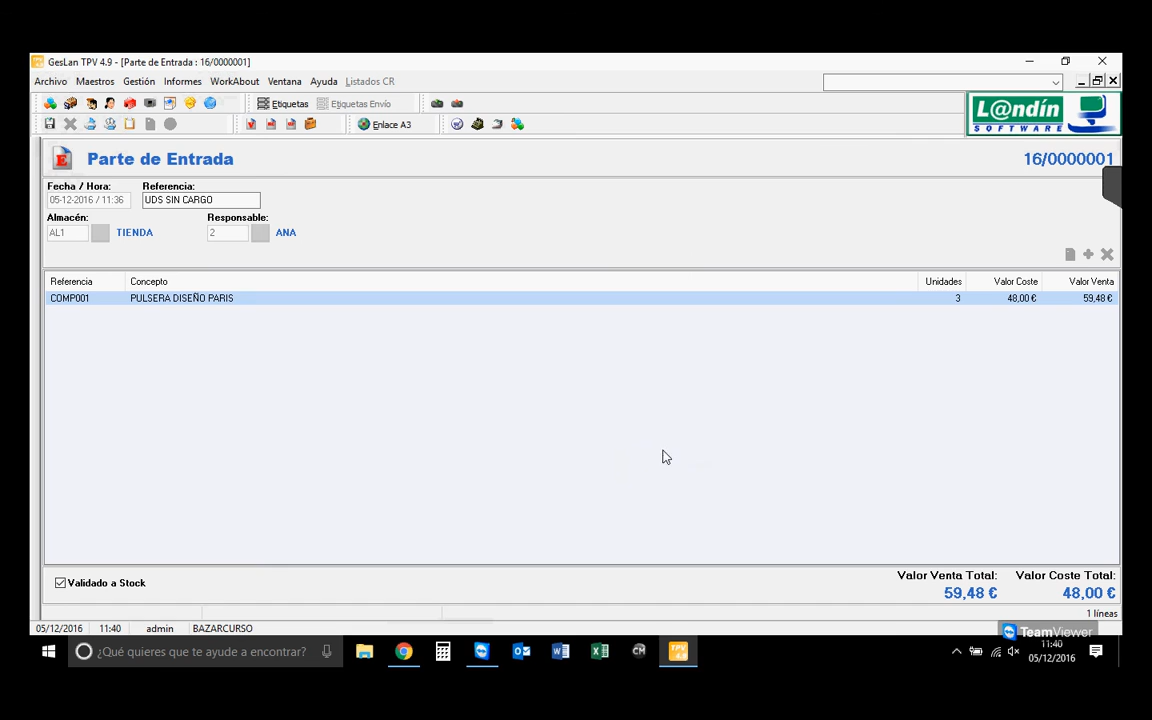 GesLan TPV 4.9 - [Parte de Entrada : 16/0000001]
Archivo Maestros Gestión Informes WorkAbout Ventana Ayuda Listados CR
Etiquetas Etiquetas Envío
Enlace A3
L@ndín
SOFTWARE
Parte de Entrada 16/0000001
Fecha / Hora: Referencia:
05-12-2016 / 11:36 UDS SIN CARGO
Almacén: Responsable:
AL1 TIENDA 2 ANA
Referencia Concepto Unidades Valor Coste Valor Venta
COMP001 PULSERA DISEÑO PARIS 3 48,00 € 59,48 €
Validado a Stock
Valor Venta Total: Valor Coste Total:
59,48 € 48,00 €
1 líneas
05/12/2016 11:40 admin BAZARCURSO
TeamViewer
¿Qué quieres que te ayude a encontrar?
TPV
4.9
11:40
05/12/2016